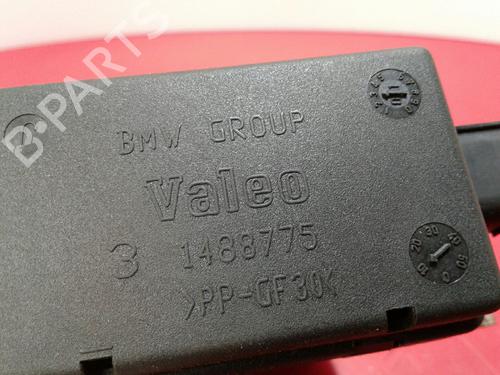 B-PARTS
BMW GROUP
Valeo
3 1488775
>PP-GF30<